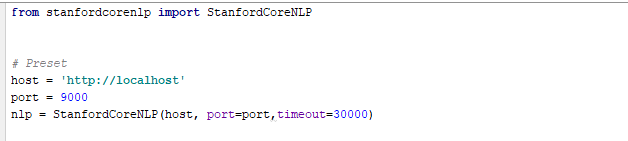 from stanfordcorenlp import StanfordCoreNLP
# Preset
host = 'http://localhost'
port = 9000
nlp = StanfordCoreNLP(host, port=port,timeout=30000)